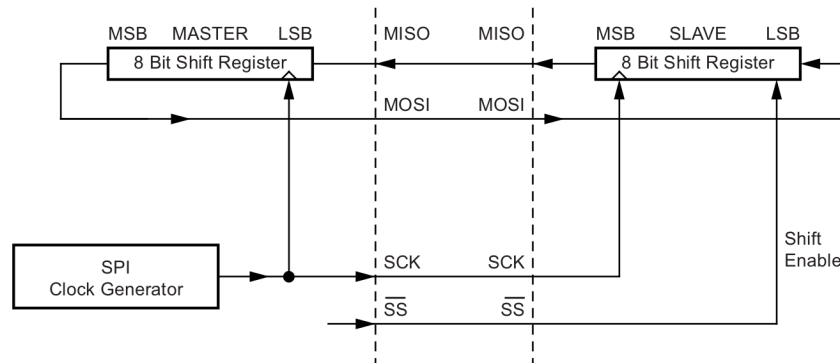 MSB MASTER LSB MISO MISO MSB SLAVE LSB
8 Bit Shift Register 8 Bit Shift Register
MOSI MOSI
Shift
Enable
SPI
Clock Generator
SCK SCK
SS SS